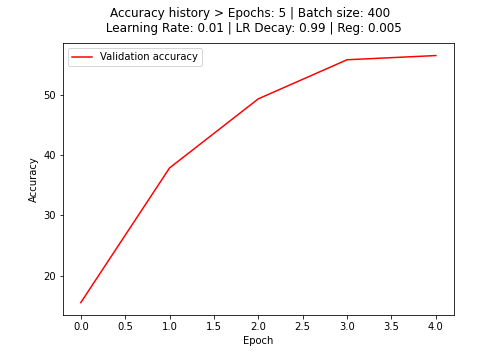 Accuracy history > Epochs: 5 | Batch size: 400
Learning Rate: 0.01 | LR Decay: 0.99 | Reg: 0.005
Validation accuracy
Accuracy
50
40
30
20
0.0 0.5 1.0 1.5 2.0 2.5 3.0 3.5 4.0
Epoch